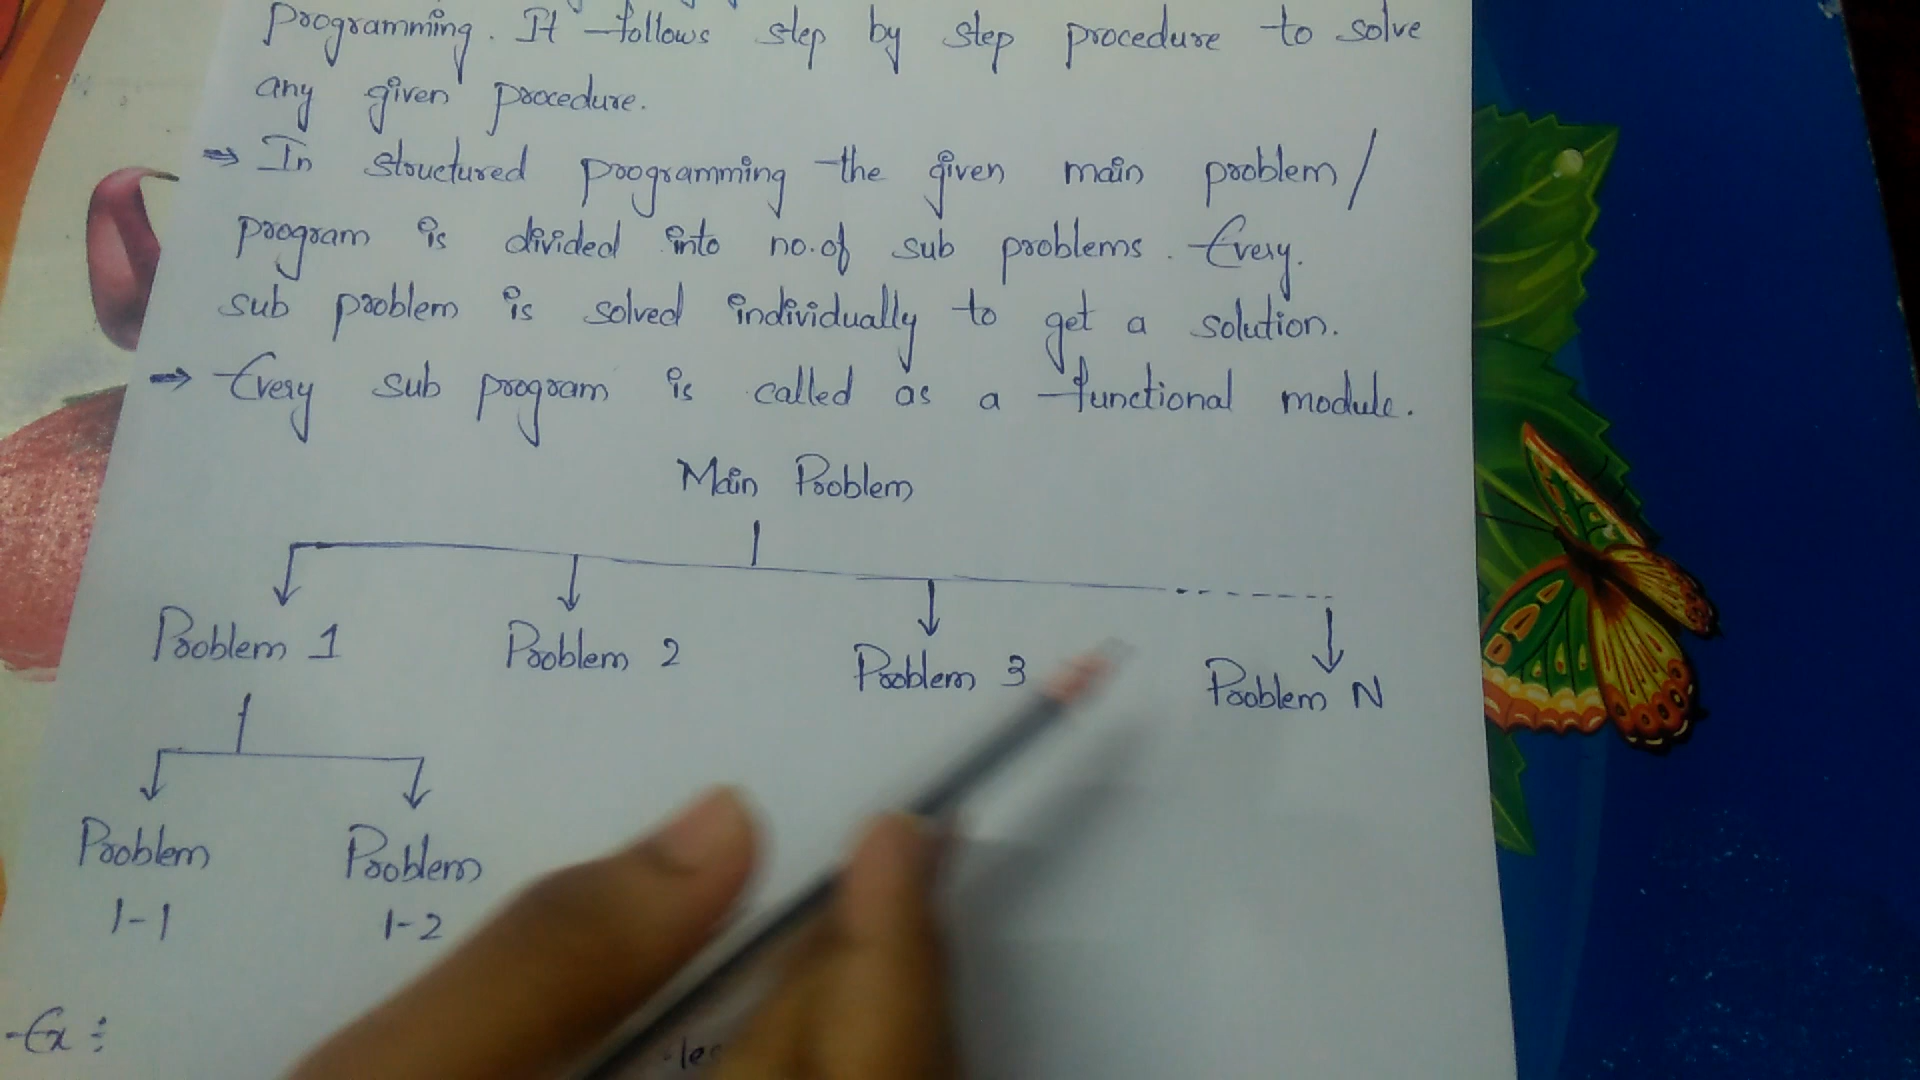 programming. It follows step by step procedure to solve
any given procedure.
⇒ In structured programming the given main problem/
program is divided into no.of sub problems. Every.
sub problem is solved individually to get a solution.
⇒ Every sub program is called as a functional module.
Main Problem
Problem 1 Problem 2 Problem 3 Problem N
Problem Problem
1-1 1-2
Ex :